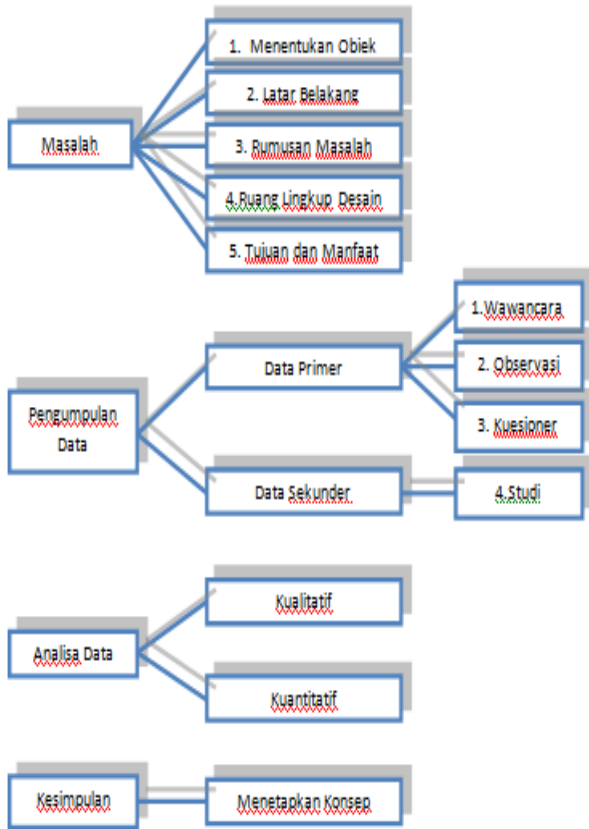 Masalah
1. Menentukan Obiek
2. Latar Belakang
3. Rumusan Masalah
4.Ruang Lingkup Desain
5. Tujuan dan Manfaat
Pengumpulan
Data
Data Primer
1.Wawancara
2. Observasi
3. Kuesioner
Data Sekunder
4.Studi
Analisa Data
Kualitatif
Kuantitatif
Kesimpulan
Menetapkan Konsep